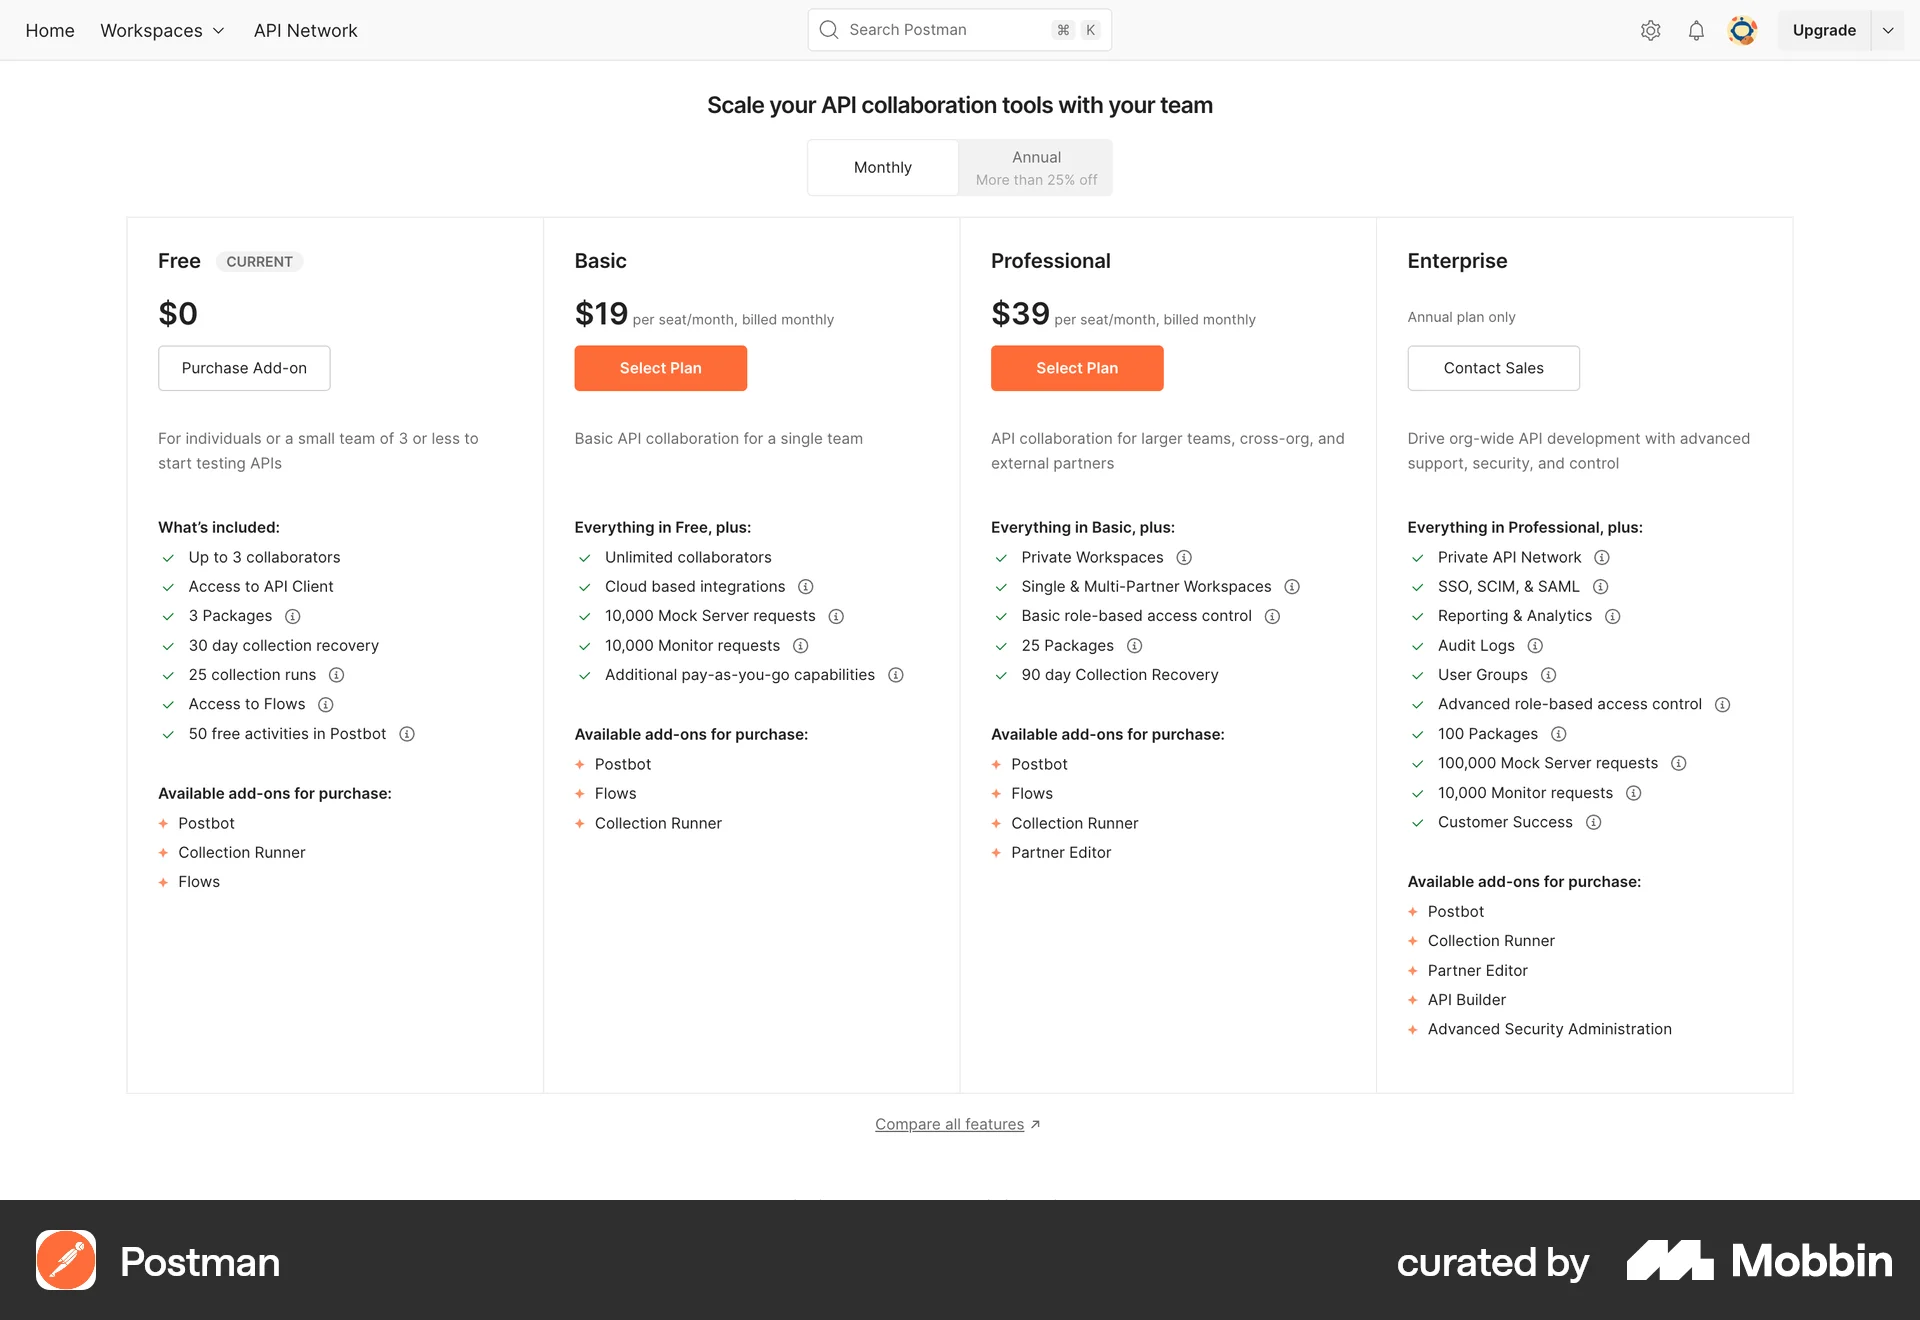 Home
Workspaces
API Network
Search Postman
⌘ K
Upgrade
Scale your API collaboration tools with your team
Monthly
Annual
More than 25% off
Free CURRENT
$0
Purchase Add-on
For individuals or a small team of 3 or less to
start testing APIs
What’s included:
Up to 3 collaborators
Access to API Client
3 Packages
30 day collection recovery
25 collection runs
Access to Flows
50 free activities in Postbot
Available add-ons for purchase:
Postbot
Collection Runner
Flows
Basic
$19 per seat/month, billed monthly
Select Plan
Basic API collaboration for a single team
Everything in Free, plus:
Unlimited collaborators
Cloud based integrations
10,000 Mock Server requests
10,000 Monitor requests
Additional pay-as-you-go capabilities
Available add-ons for purchase:
Postbot
Flows
Collection Runner
Professional
$39 per seat/month, billed monthly
Select Plan
API collaboration for larger teams, cross-org, and
external partners
Everything in Basic, plus:
Private Workspaces
Single & Multi-Partner Workspaces
Basic role-based access control
25 Packages
90 day Collection Recovery
Available add-ons for purchase:
Postbot
Flows
Collection Runner
Partner Editor
Enterprise
Annual plan only
Contact Sales
Drive org-wide API development with advanced
support, security, and control
Everything in Professional, plus:
Private API Network
SSO, SCIM, & SAML
Reporting & Analytics
Audit Logs
User Groups
Advanced role-based access control
100 Packages
100,000 Mock Server requests
10,000 Monitor requests
Customer Success
Available add-ons for purchase:
Postbot
Collection Runner
Partner Editor
API Builder
Advanced Security Administration
Compare all features ↗
Postman
curated by Mobbin